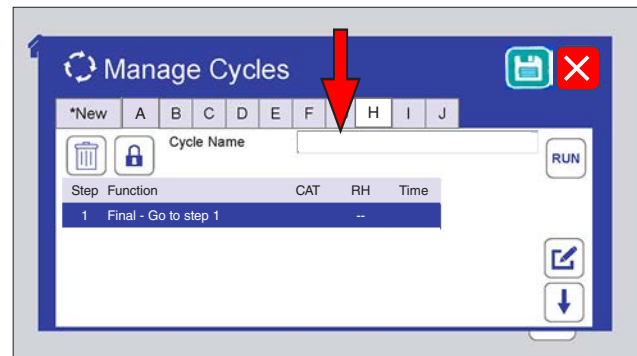 Manage Cycles
*New A B C D E F H I J
Cycle Name
RUN
Step Function CAT RH Time
1 Final - Go to step 1 --